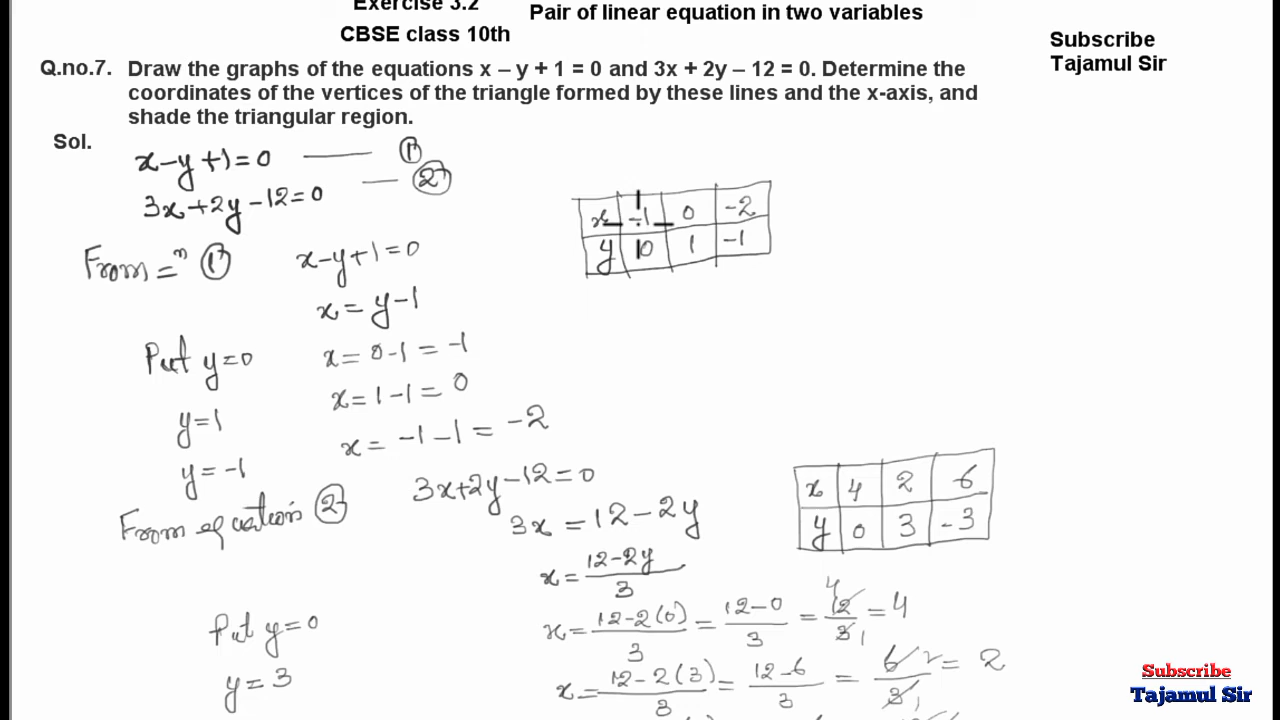 Exercise 3.2
Pair of linear equation in two variables
CBSE class 10th
Subscribe
Tajamul Sir
Q.no.7. Draw the graphs of the equations x – y + 1 = 0 and 3x + 2y – 12 = 0. Determine the
coordinates of the vertices of the triangle formed by these lines and the x-axis, and
shade the triangular region.
Sol.
x-y+1=0 —— ①
3x+2y-12=0 — ②
x -1 0 -2
y 0 1 -1
From =ⁿ ① x-y+1=0
x = y-1
Put y=0 x= 0-1 = -1
y=1 x= 1-1 = 0
y= -1 x= -1-1 = -2
From equation ② 3x+2y-12=0
3x = 12-2y
x = 12-2y/3
x 4 2 6
y 0 3 -3
Put y=0 x= 12-2(0)/3 = 12-0/3 = 12/3 = 4
y=3 x= 12-2(3)/3 = 12-6/3 = 6/3 = 2
Subscribe
Tajamul Sir